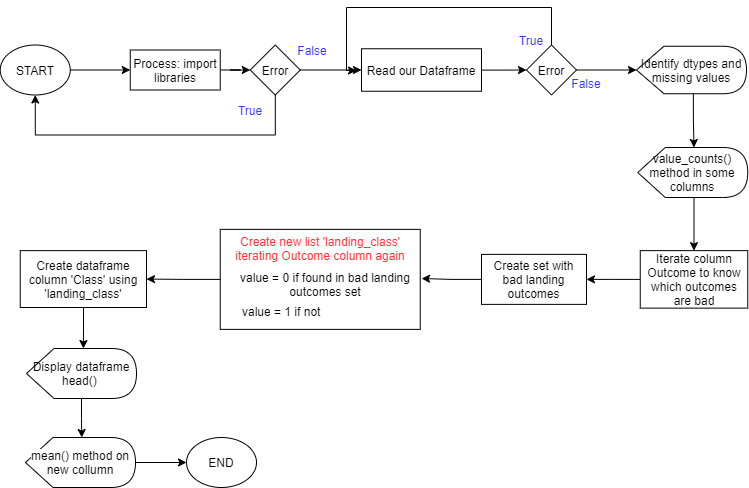 START
Process: import
libraries
Error
False
True
Read our Dataframe
True
Error
False
Identify dtypes and
missing values
value_counts()
method in some
columns
Iterate column
Outcome to know
which outcomes
are bad
Create set with
bad landing
outcomes
Create new list 'landing_class'
iterating Outcome column again
value = 0 if found in bad landing
outcomes set
value = 1 if not
Create dataframe
column 'Class' using
'landing_class'
Display dataframe
head()
mean() method on
new collumn
END